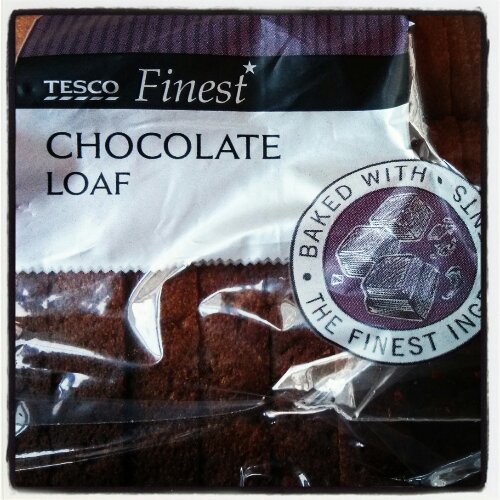 TESCO Finest*
CHOCOLATE
LOAF
BAKED WITH •
• THE FINEST